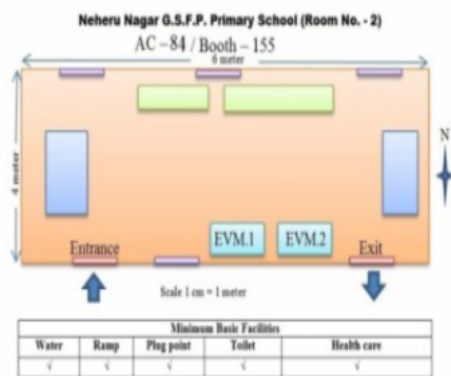 Neheru Nagar G.S.F.P. Primary School (Room No. - 2)
AC – 84 / Booth – 155
6 meter
4 meter
N
EVM.1 EVM.2
Entrance Exit
Scale 1 cm = 1 meter
Minimum Basic Facilities
Water Ramp Plug point Toilet Health care
√ √ √ √ √